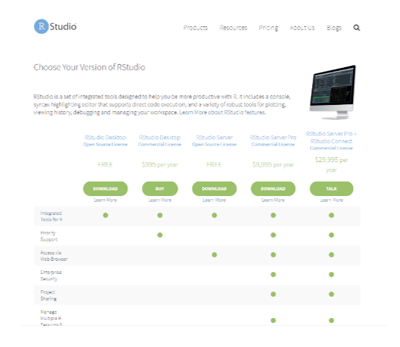 R Studio
Products Resources Pricing About Us Blogs
Choose Your Version of RStudio
RStudio is a set of integrated tools designed to help you be more productive with R. It includes a console,
syntax highlighting editor that supports direct code execution, and a variety of robust tools for plotting,
viewing history, debugging and managing your workspace. Learn More about RStudio features.
RStudio Desktop
Open Source License
FREE
DOWNLOAD
Learn More
RStudio Desktop
Commercial License
$995 per year
BUY
Learn More
RStudio Server
Open Source License
FREE
DOWNLOAD
Learn More
RStudio Server Pro
Commercial License
$9,995 per year
DOWNLOAD
Learn More
RStudio Server Pro +
RStudio Connect
Commercial License
$29,995 per
year
TALK
Learn More
Integrated
Tools for R
Priority
Support
Access via
Web Browser
Enterprise
Security
Project
Sharing
Manage
Multiple R